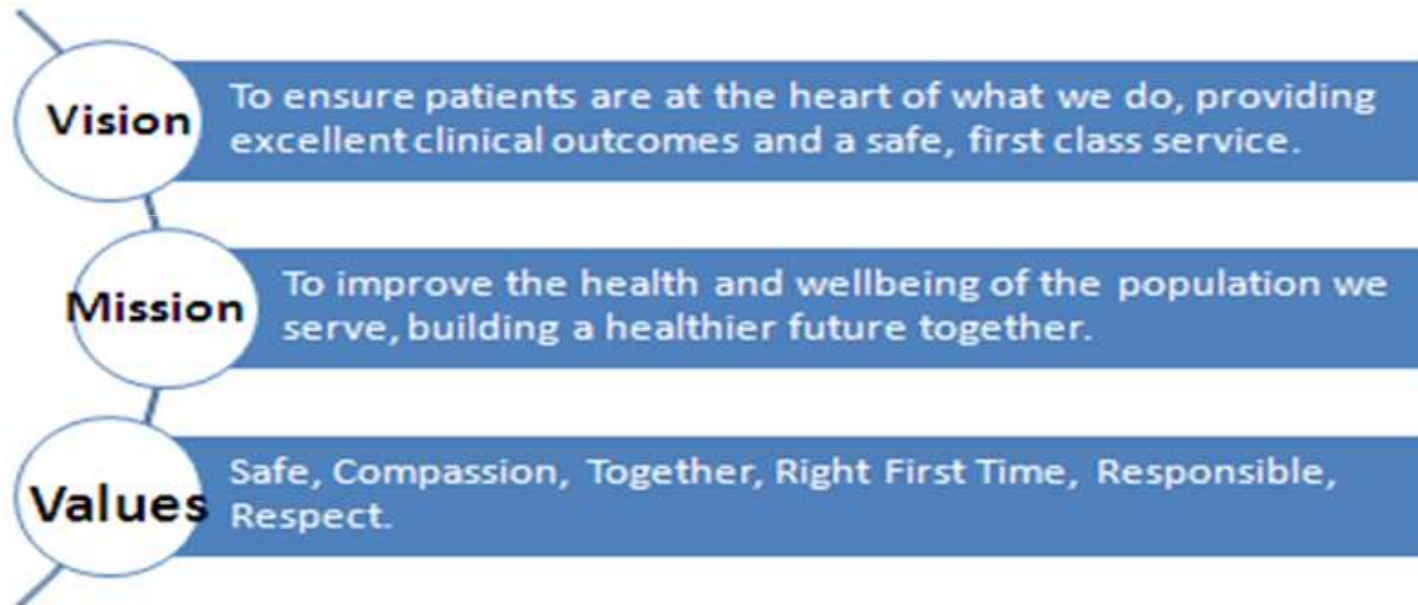 Vision
To ensure patients are at the heart of what we do, providing
excellent clinical outcomes and a safe, first class service.
Mission
To improve the health and wellbeing of the population we
serve, building a healthier future together.
Values
Safe, Compassion, Together, Right First Time, Responsible,
Respect.